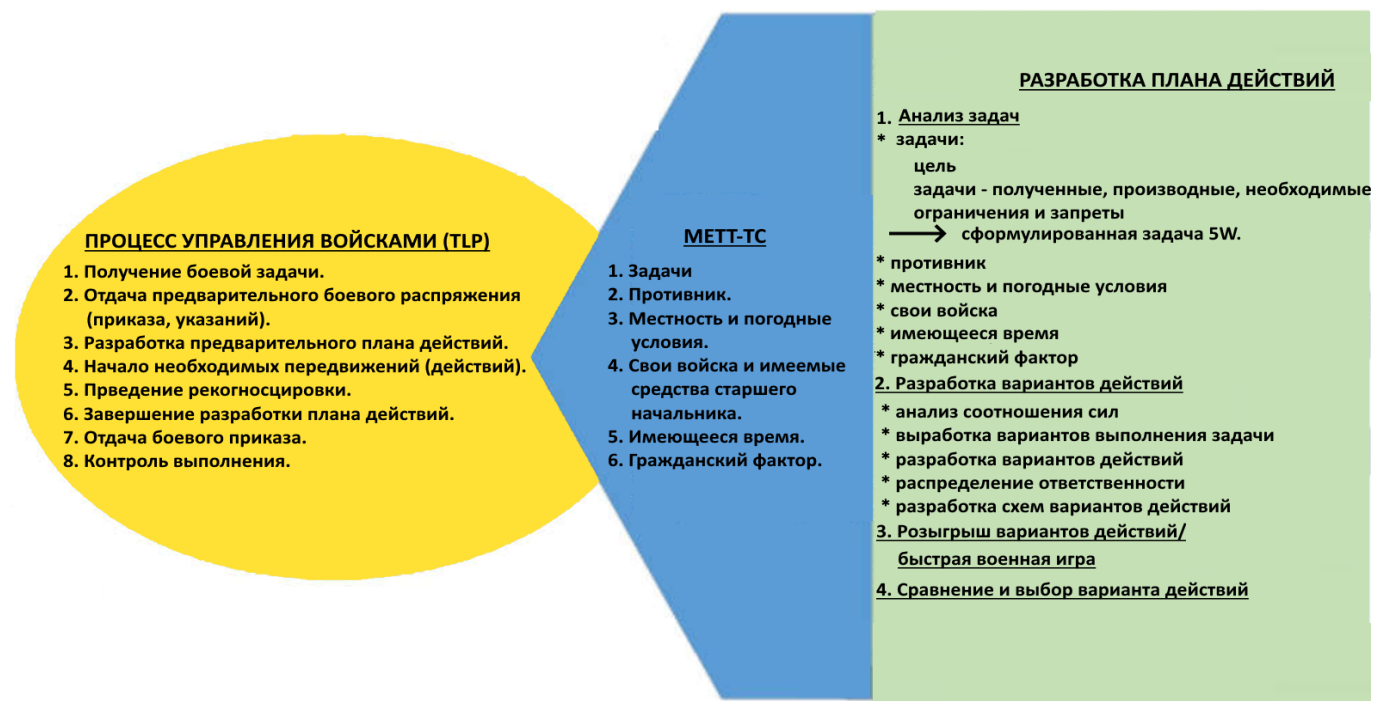 ПРОЦЕСС УПРАВЛЕНИЯ ВОЙСКАМИ (TLP)
1. Получение боевой задачи.
2. Отдача предварительного боевого распряжения
(приказа, указаний).
3. Разработка предварительного плана действий.
4. Начало необходимых передвижений (действий).
5. Прведение рекогносцировки.
6. Завершение разработки плана действий.
7. Отдача боевого приказа.
8. Контроль выполнения.
МЕТТ-ТС
1. Задачи
2. Противник.
3. Местность и погодные
условия.
4. Свои войска и имеемые
средства старшего
начальника.
5. Имеющееся время.
6. Гражданский фактор.
РАЗРАБОТКА ПЛАНА ДЕЙСТВИЙ
1. Анализ задач
* задачи:
цель
задачи - полученные, производные, необходимые
ограничения и запреты
сформулированная задача 5W.
* противник
* местность и погодные условия
* свои войска
* имеющееся время
* гражданский фактор
2. Разработка вариантов действий
* анализ соотношения сил
* выработка вариантов выполнения задачи
* разработка вариантов действий
* распределение ответственности
* разработка схем вариантов действий
3. Розыгрыш вариантов действий/
быстрая военная игра
4. Сравнение и выбор варианта действий